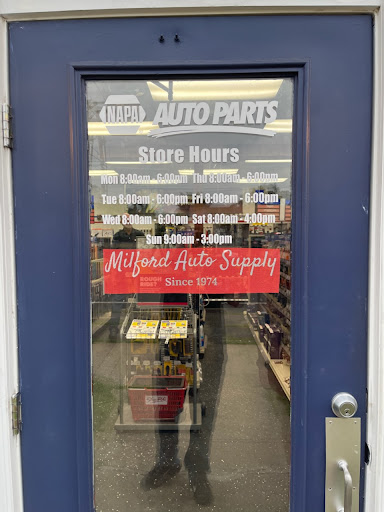 NAPA AUTO PARTS
Store Hours
Mon 8:00am - 6:00pm Thu 8:00am - 6:00pm
Tue 8:00am - 6:00pm Fri 8:00am - 6:00pm
Wed 8:00am - 6:00pm Sat 8:00am - 4:00pm
Sun 9:00am - 3:00pm
Milford Auto Supply
Since 1974